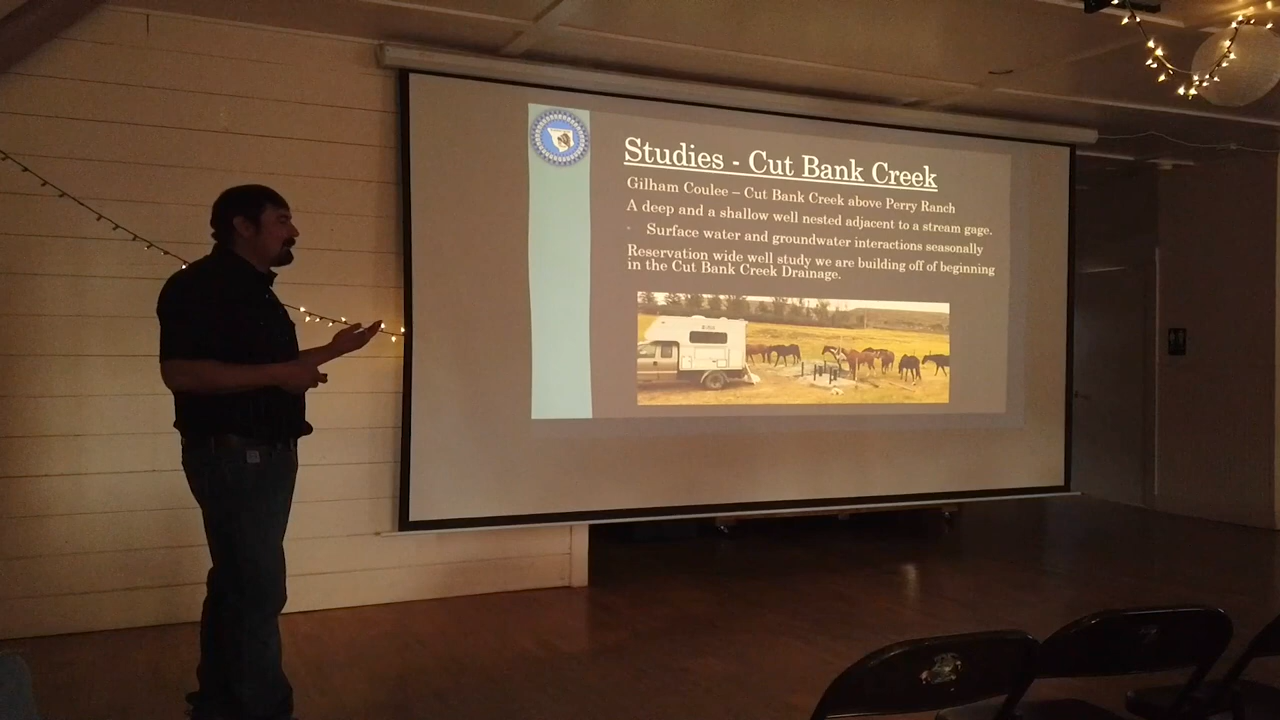 Studies - Cut Bank Creek
Gilham Coulee – Cut Bank Creek above Perry Ranch
A deep and a shallow well nested adjacent to a stream gage.
Surface water and groundwater interactions seasonally
Reservation wide well study we are building off of beginning
in the Cut Bank Creek Drainage.